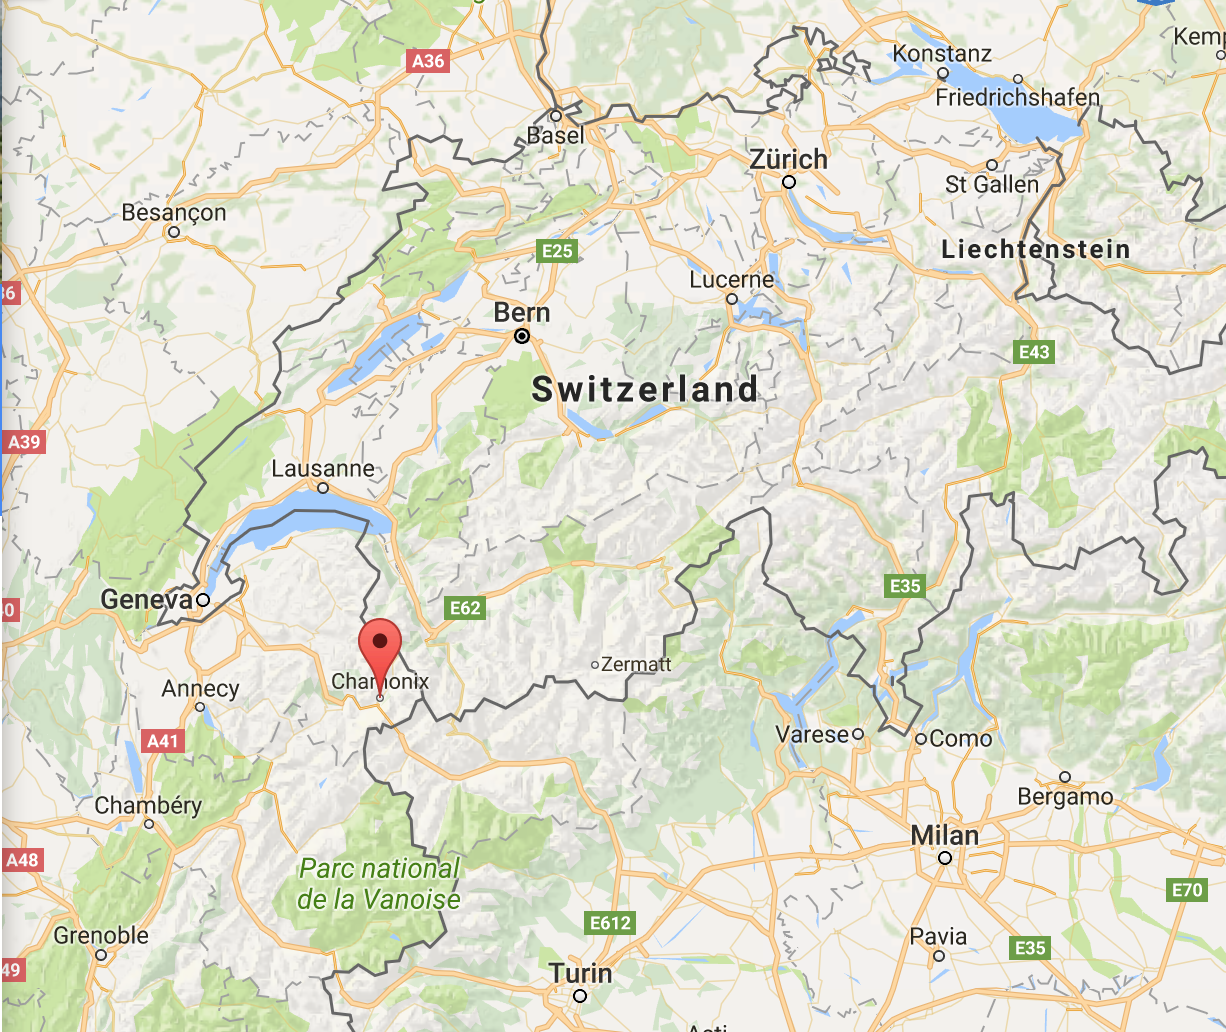 Kemp
Konstanz
A36
Friedrichshafen
Basel
Zürich
St Gallen
Besançon
Liechtenstein
E25
Lucerne
36
Bern
E43
Switzerland
A39
Lausanne
E35
Geneva
E62
Zermatt
Chamonix
Annecy
A41
Varese
Como
Chambéry
Bergamo
Milan
A48
Parc national
de la Vanoise
E70
E612
Grenoble
Pavia
E35
49
Turin